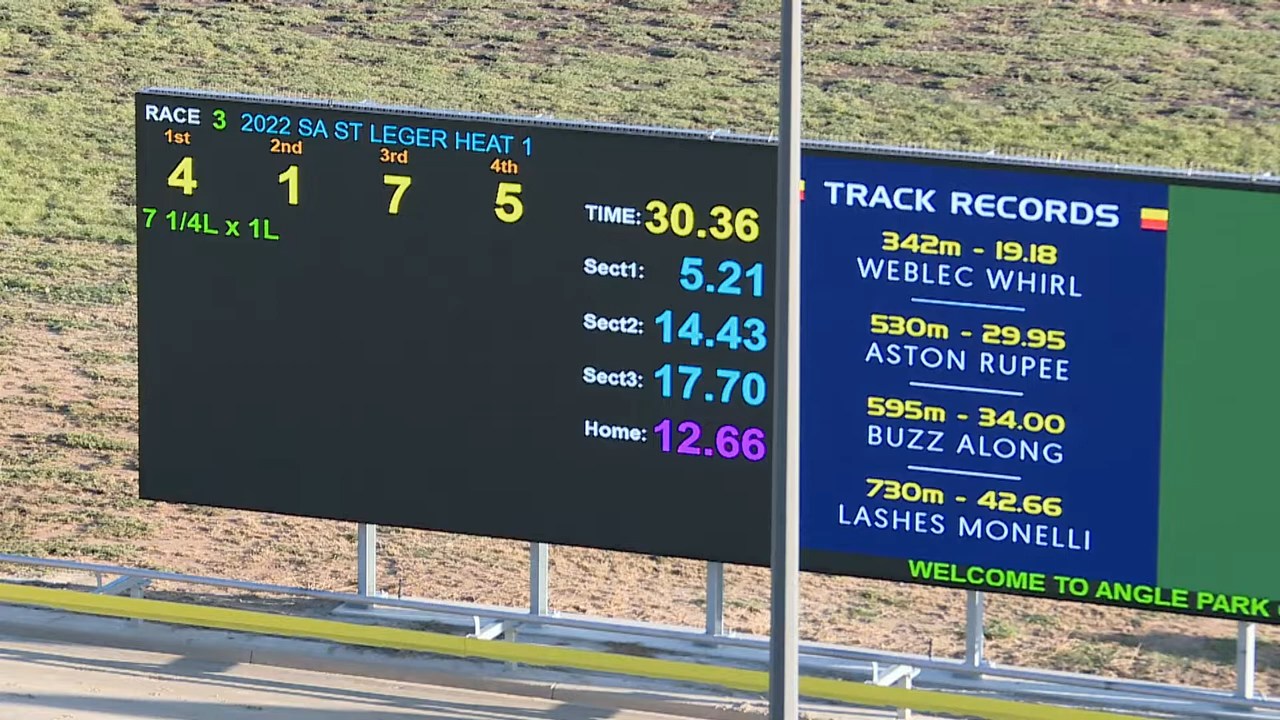 RACE 3 2022 SA ST LEGER HEAT 1
1st 2nd 3rd 4th
4 1 7 5
7 1/4L x 1L
TIME: 30.36
Sect1: 5.21
Sect2: 14.43
Sect3: 17.70
Home: 12.66
TRACK RECORDS
342m - 19.18
WEBLEC WHIRL
530m - 29.95
ASTON RUPEE
595m - 34.00
BUZZ ALONG
730m - 42.66
LASHES MONELLI
WELCOME TO ANGLE PARK